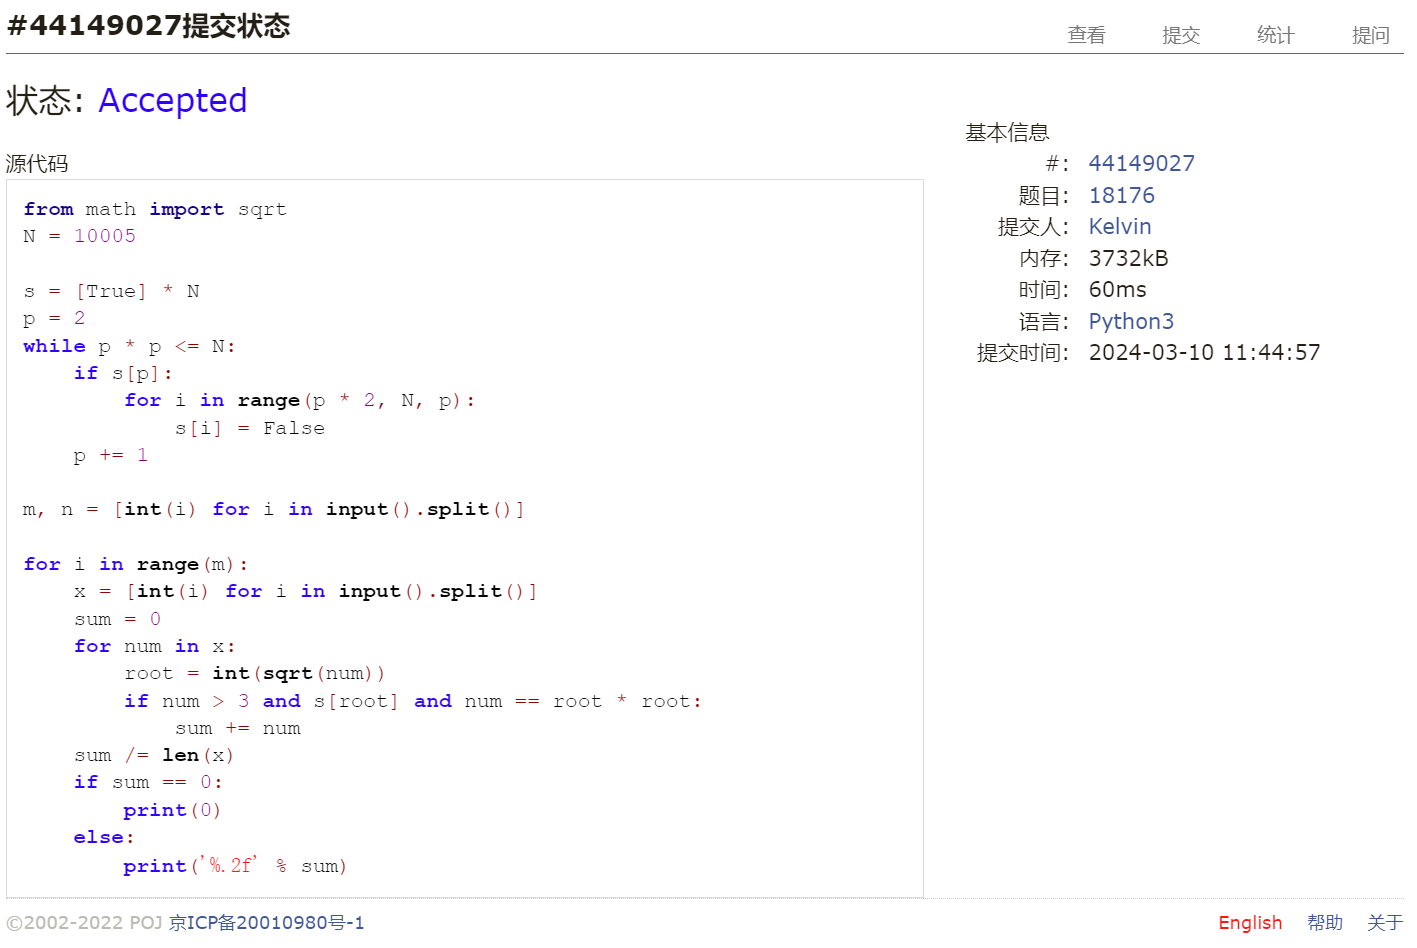 #44149027提交状态
查看 提交 统计 提问
状态: Accepted
源代码
from math import sqrt
N = 10005
s = [True] * N
p = 2
while p * p <= N:
    if s[p]:
        for i in range(p * 2, N, p):
            s[i] = False
    p += 1
m, n = [int(i) for i in input().split()]
for i in range(m):
    x = [int(i) for i in input().split()]
    sum = 0
    for num in x:
        root = int(sqrt(num))
        if num > 3 and s[root] and num == root * root:
            sum += num
    sum /= len(x)
    if sum == 0:
        print(0)
    else:
        print('%.2f' % sum)
基本信息
#: 44149027
题目: 18176
提交人: Kelvin
内存: 3732kB
时间: 60ms
语言: Python3
提交时间: 2024-03-10 11:44:57
©2002-2022 POJ 京ICP备20010980号-1
English 帮助 关于